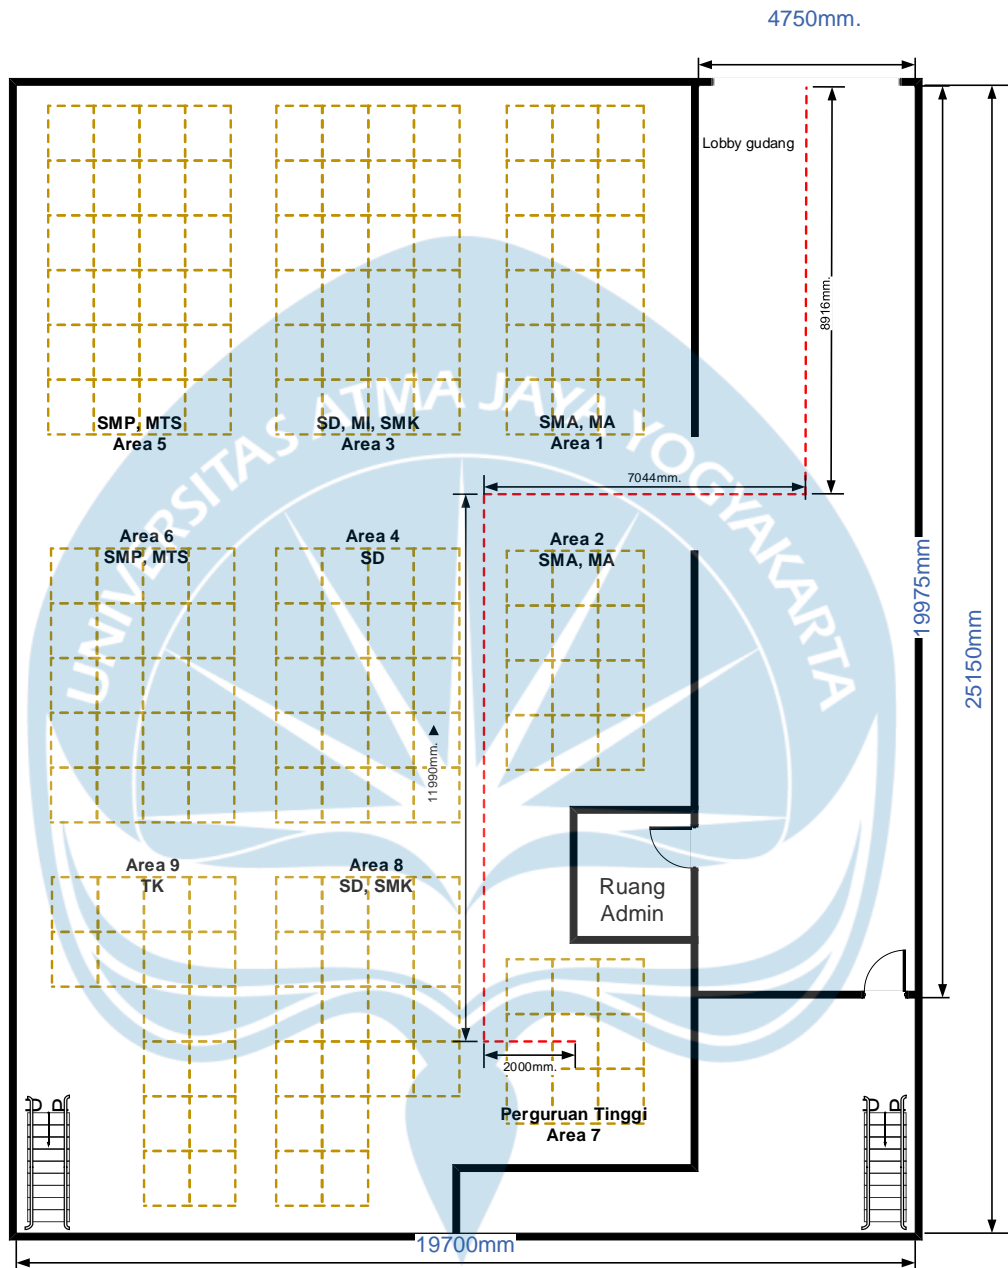 4750mm.
Lobby gudang
8916mm.
SMP, MTS
Area 5
SD, MI, SMK
Area 3
SMA, MA
Area 1
7044mm.
UNIVERSITAS ATMA JAYA YOGYAKARTA
Area 6
SMP, MTS
Area 4
SD
Area 2
SMA, MA
19975mm
25150mm
11990mm.
Area 9
TK
Area 8
SD, SMK
Ruang
Admin
2000mm.
Perguruan Tinggi
Area 7
19700mm